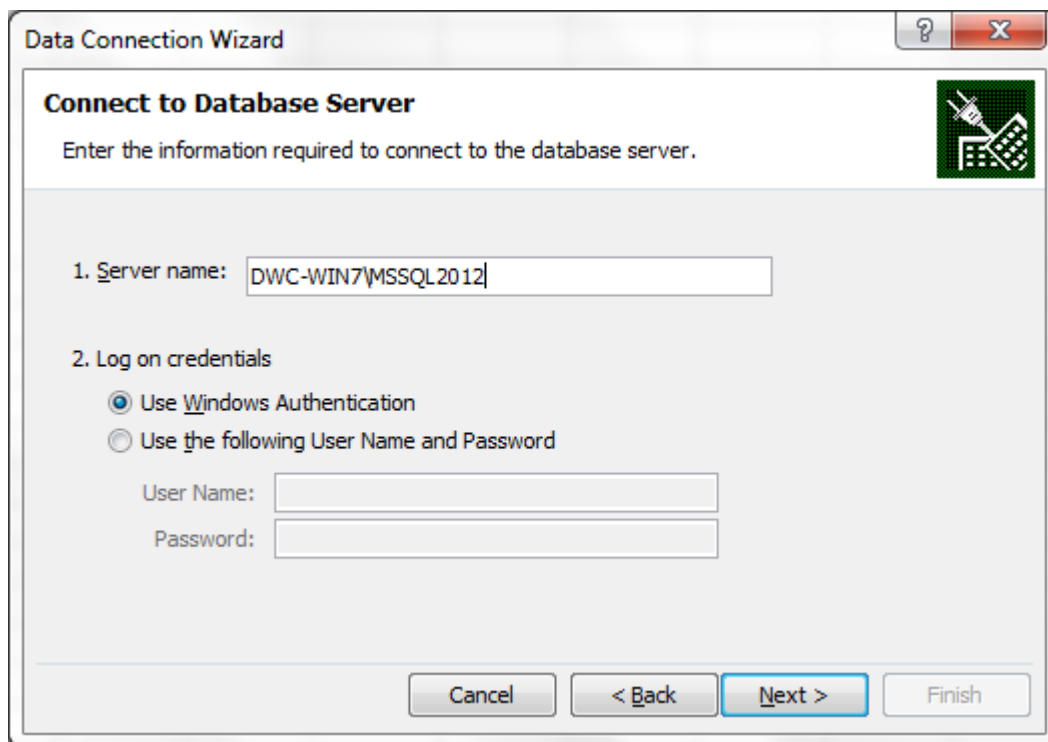 Data Connection Wizard
?
X
Connect to Database Server
Enter the information required to connect to the database server.
1. Server name: DWC-WIN7\MSSQL2012
2. Log on credentials
Use Windows Authentication
Use the following User Name and Password
User Name:
Password:
Cancel < Back Next > Finish